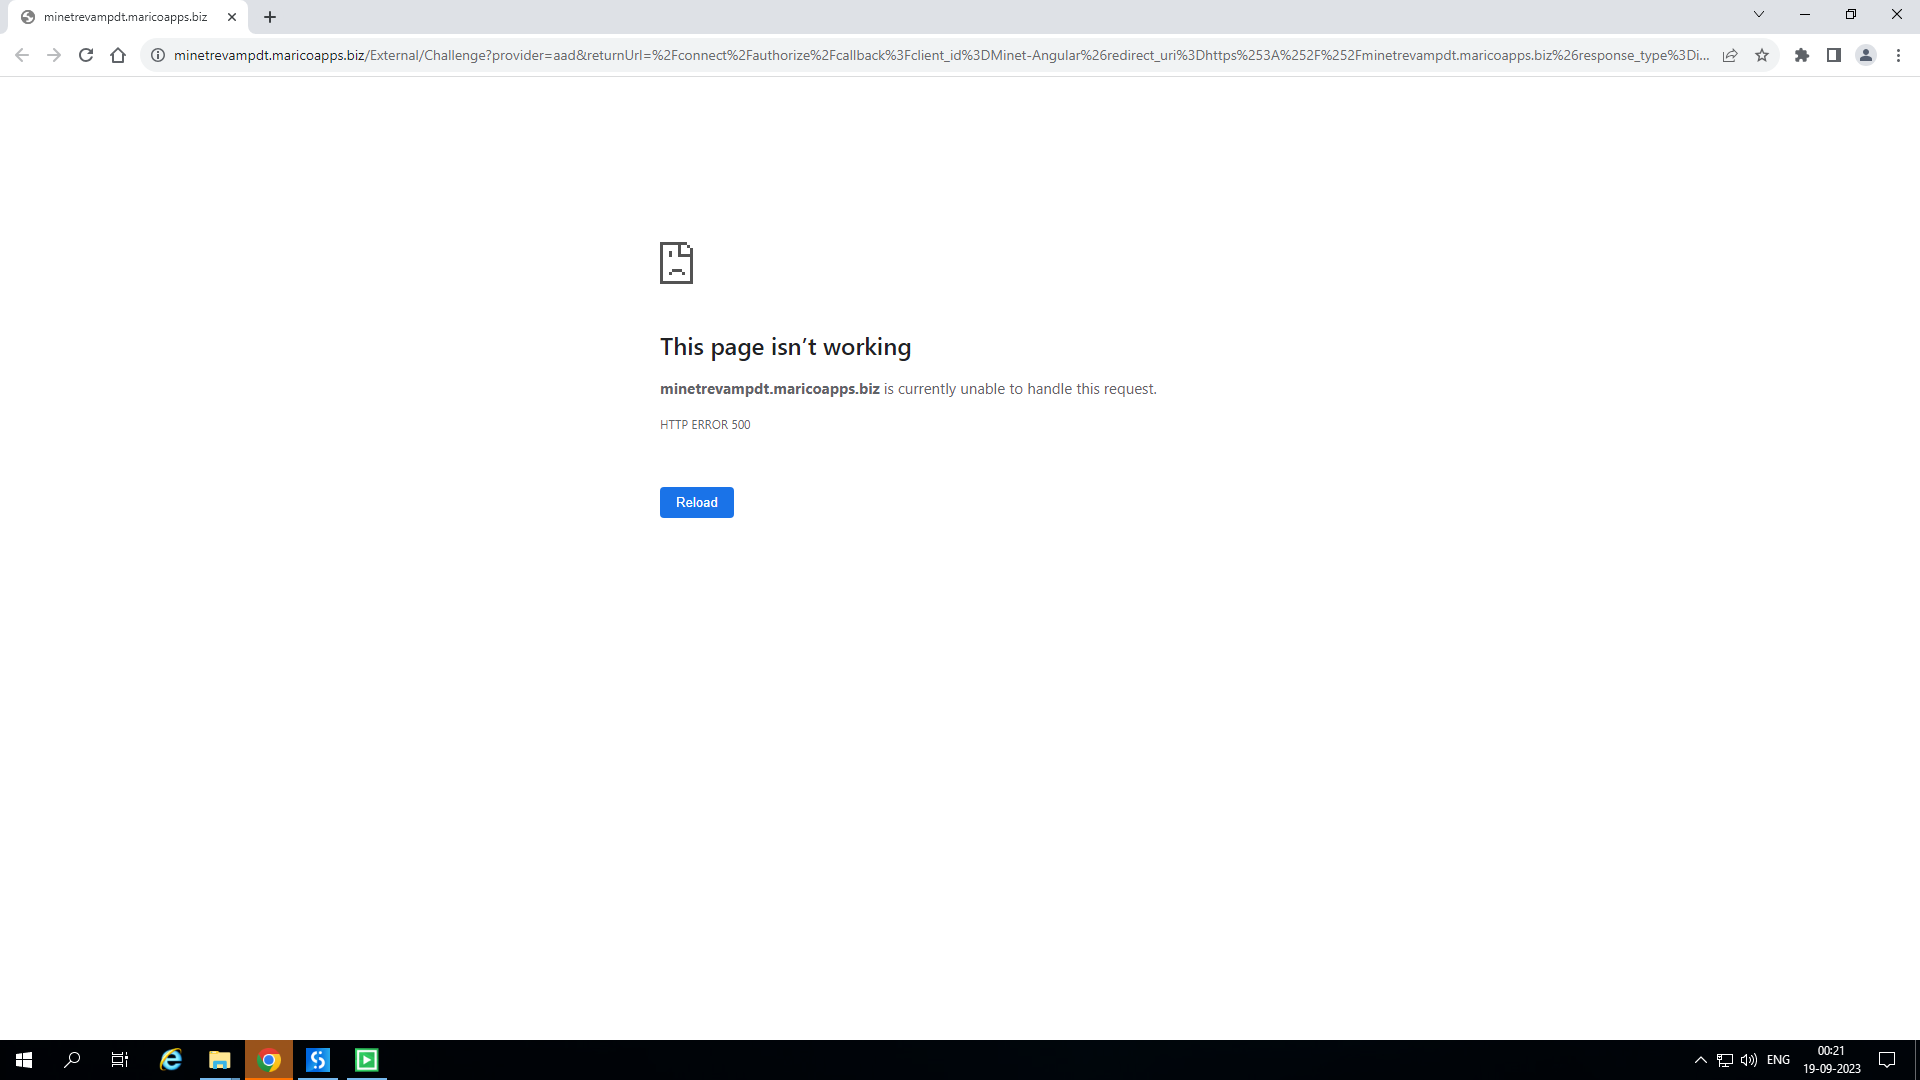 minetrevampdt.maricoapps.biz
minetrevampdt.maricoapps.biz/External/Challenge?provider=aad&returnUrl=%2Fconnect%2Fauthorize%2Fcallback%3Fclient_id%3DMinet-Angular%26redirect_uri%3Dhttps%253A%252F%252Fminetrevampdt.maricoapps.biz%26response_type%3Di...
This page isn’t working
minetrevampdt.maricoapps.biz is currently unable to handle this request.
HTTP ERROR 500
Reload
ENG
00:21
19-09-2023